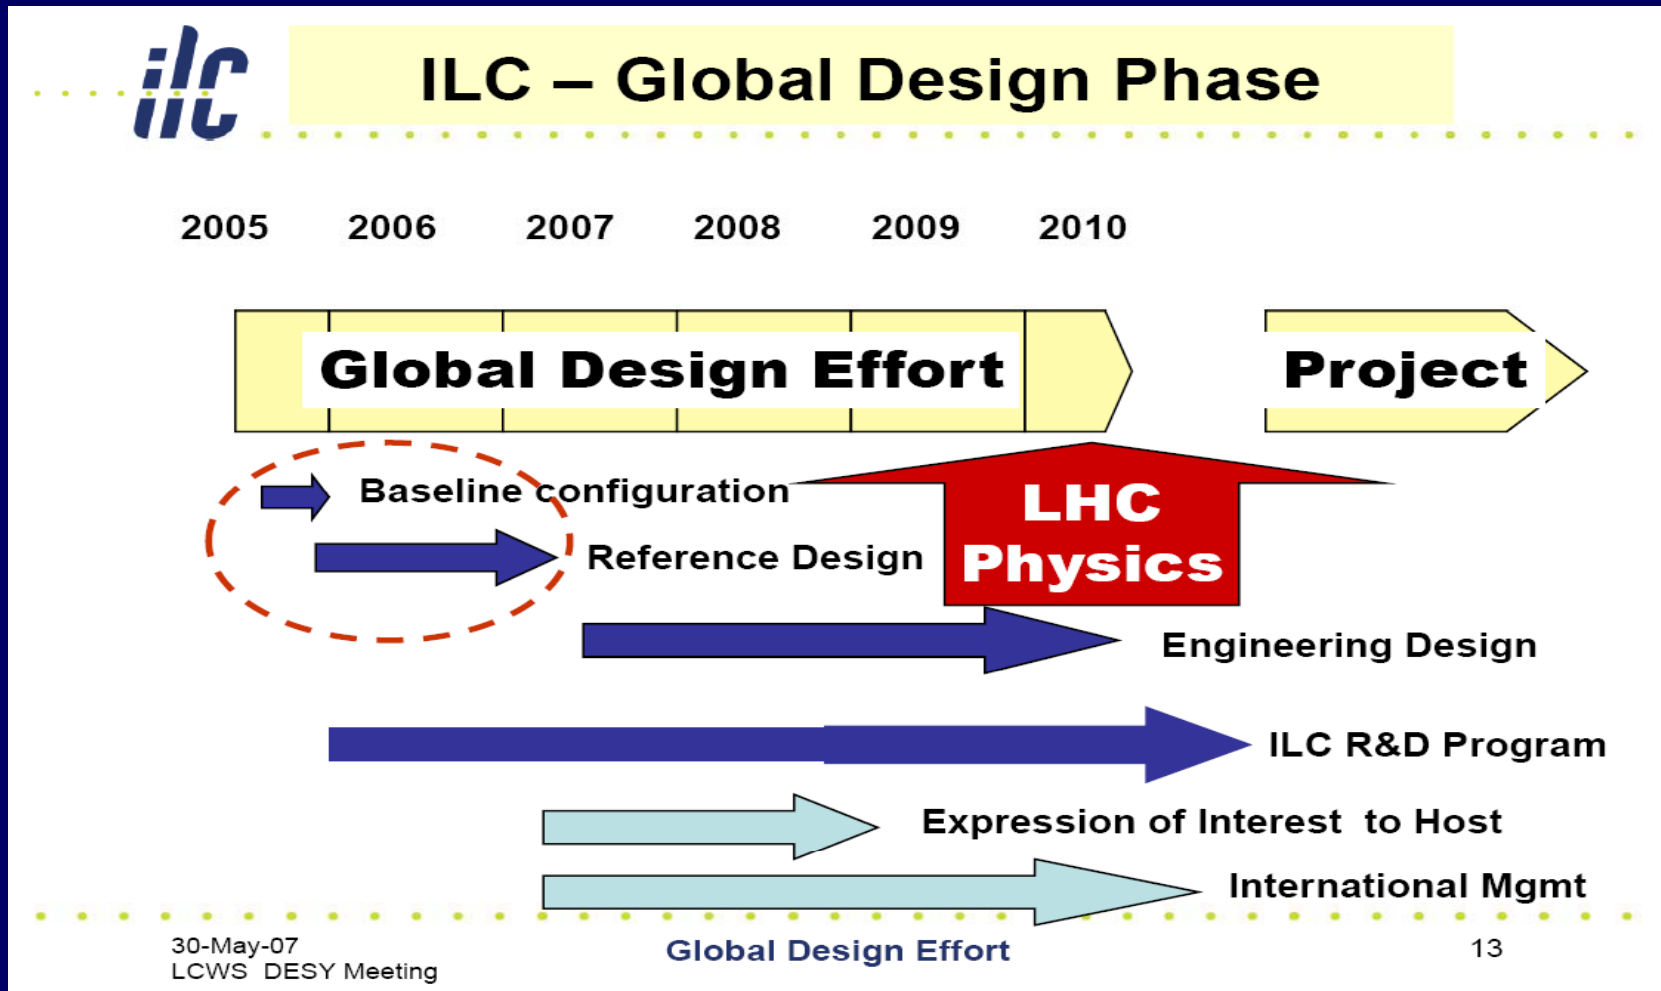 ilc
ILC – Global Design Phase
2005 2006 2007 2008 2009 2010
Global Design Effort
Project
Baseline configuration
Reference Design
LHC
Physics
Engineering Design
ILC R&D Program
Expression of Interest to Host
International Mgmt
30-May-07
LCWS DESY Meeting
Global Design Effort
13